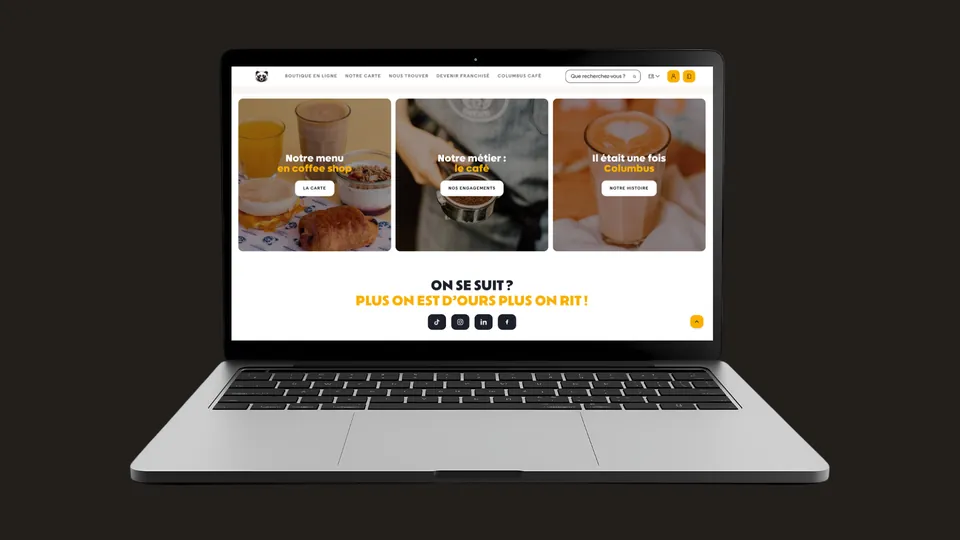 BOUTIQUE EN LIGNE
NOTRE CARTE
NOUS TROUVER
DEVENIR FRANCHISÉ
COLUMBUS CAFÉ
Que recherchez-vous ?
FR
Notre menu
en coffee shop
LA CARTE
Notre métier :
le café
NOS ENGAGEMENTS
Il était une fois
Columbus
NOTRE HISTOIRE
ON SE SUIT ?
PLUS ON EST D'OURS PLUS ON RIT !